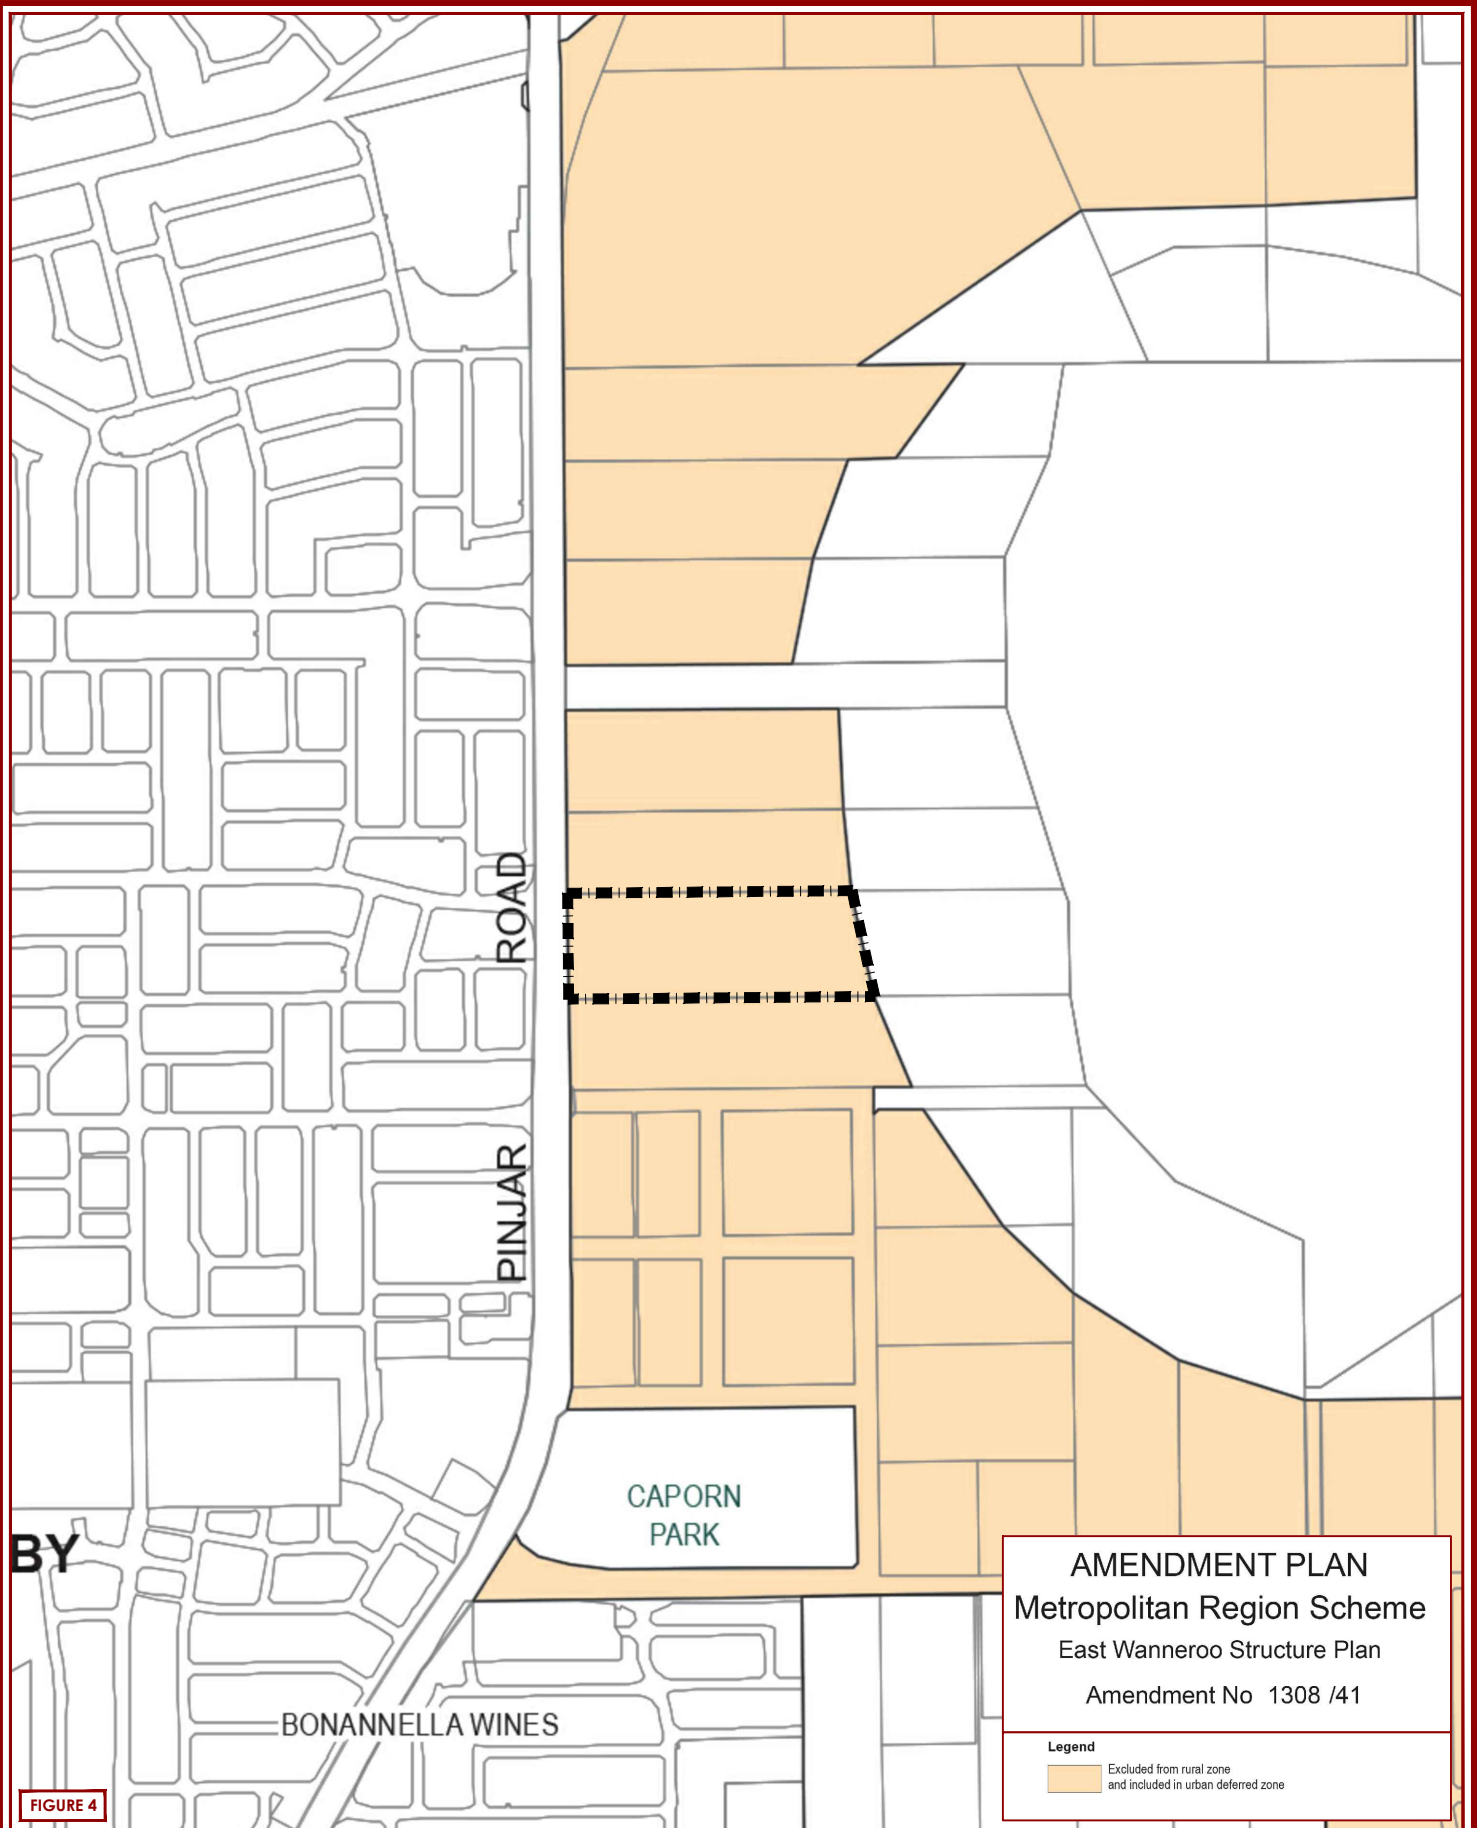 ROAD
PINJAR
CAPORN
PARK
BY
BONANNELLA WINES
AMENDMENT PLAN
Metropolitan Region Scheme
East Wanneroo Structure Plan
Amendment No 1308 /41
Legend
Excluded from rural zone
and included in urban deferred zone
FIGURE 4